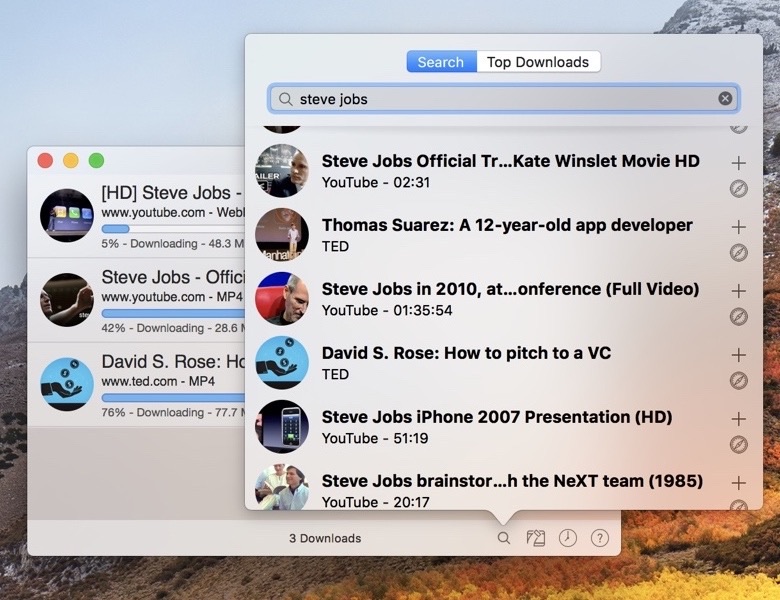 Search
Top Downloads
steve jobs
Steve Jobs Official Tr...Kate Winslet Movie HD
YouTube - 02:31
Thomas Suarez: A 12-year-old app developer
TED
Steve Jobs in 2010, at...onference (Full Video)
YouTube - 01:35:54
David S. Rose: How to pitch to a VC
TED
Steve Jobs iPhone 2007 Presentation (HD)
YouTube - 51:19
Steve Jobs brainstor...h the NeXT team (1985)
YouTube - 20:17
[HD] Steve Jobs -
www.youtube.com - Web
5% - Downloading - 48.3 M
Steve Jobs - Offici
www.youtube.com - MP4
42% - Downloading - 28.6 M
David S. Rose: Ho
www.ted.com - MP4
76% - Downloading - 77.7 M
3 Downloads
?